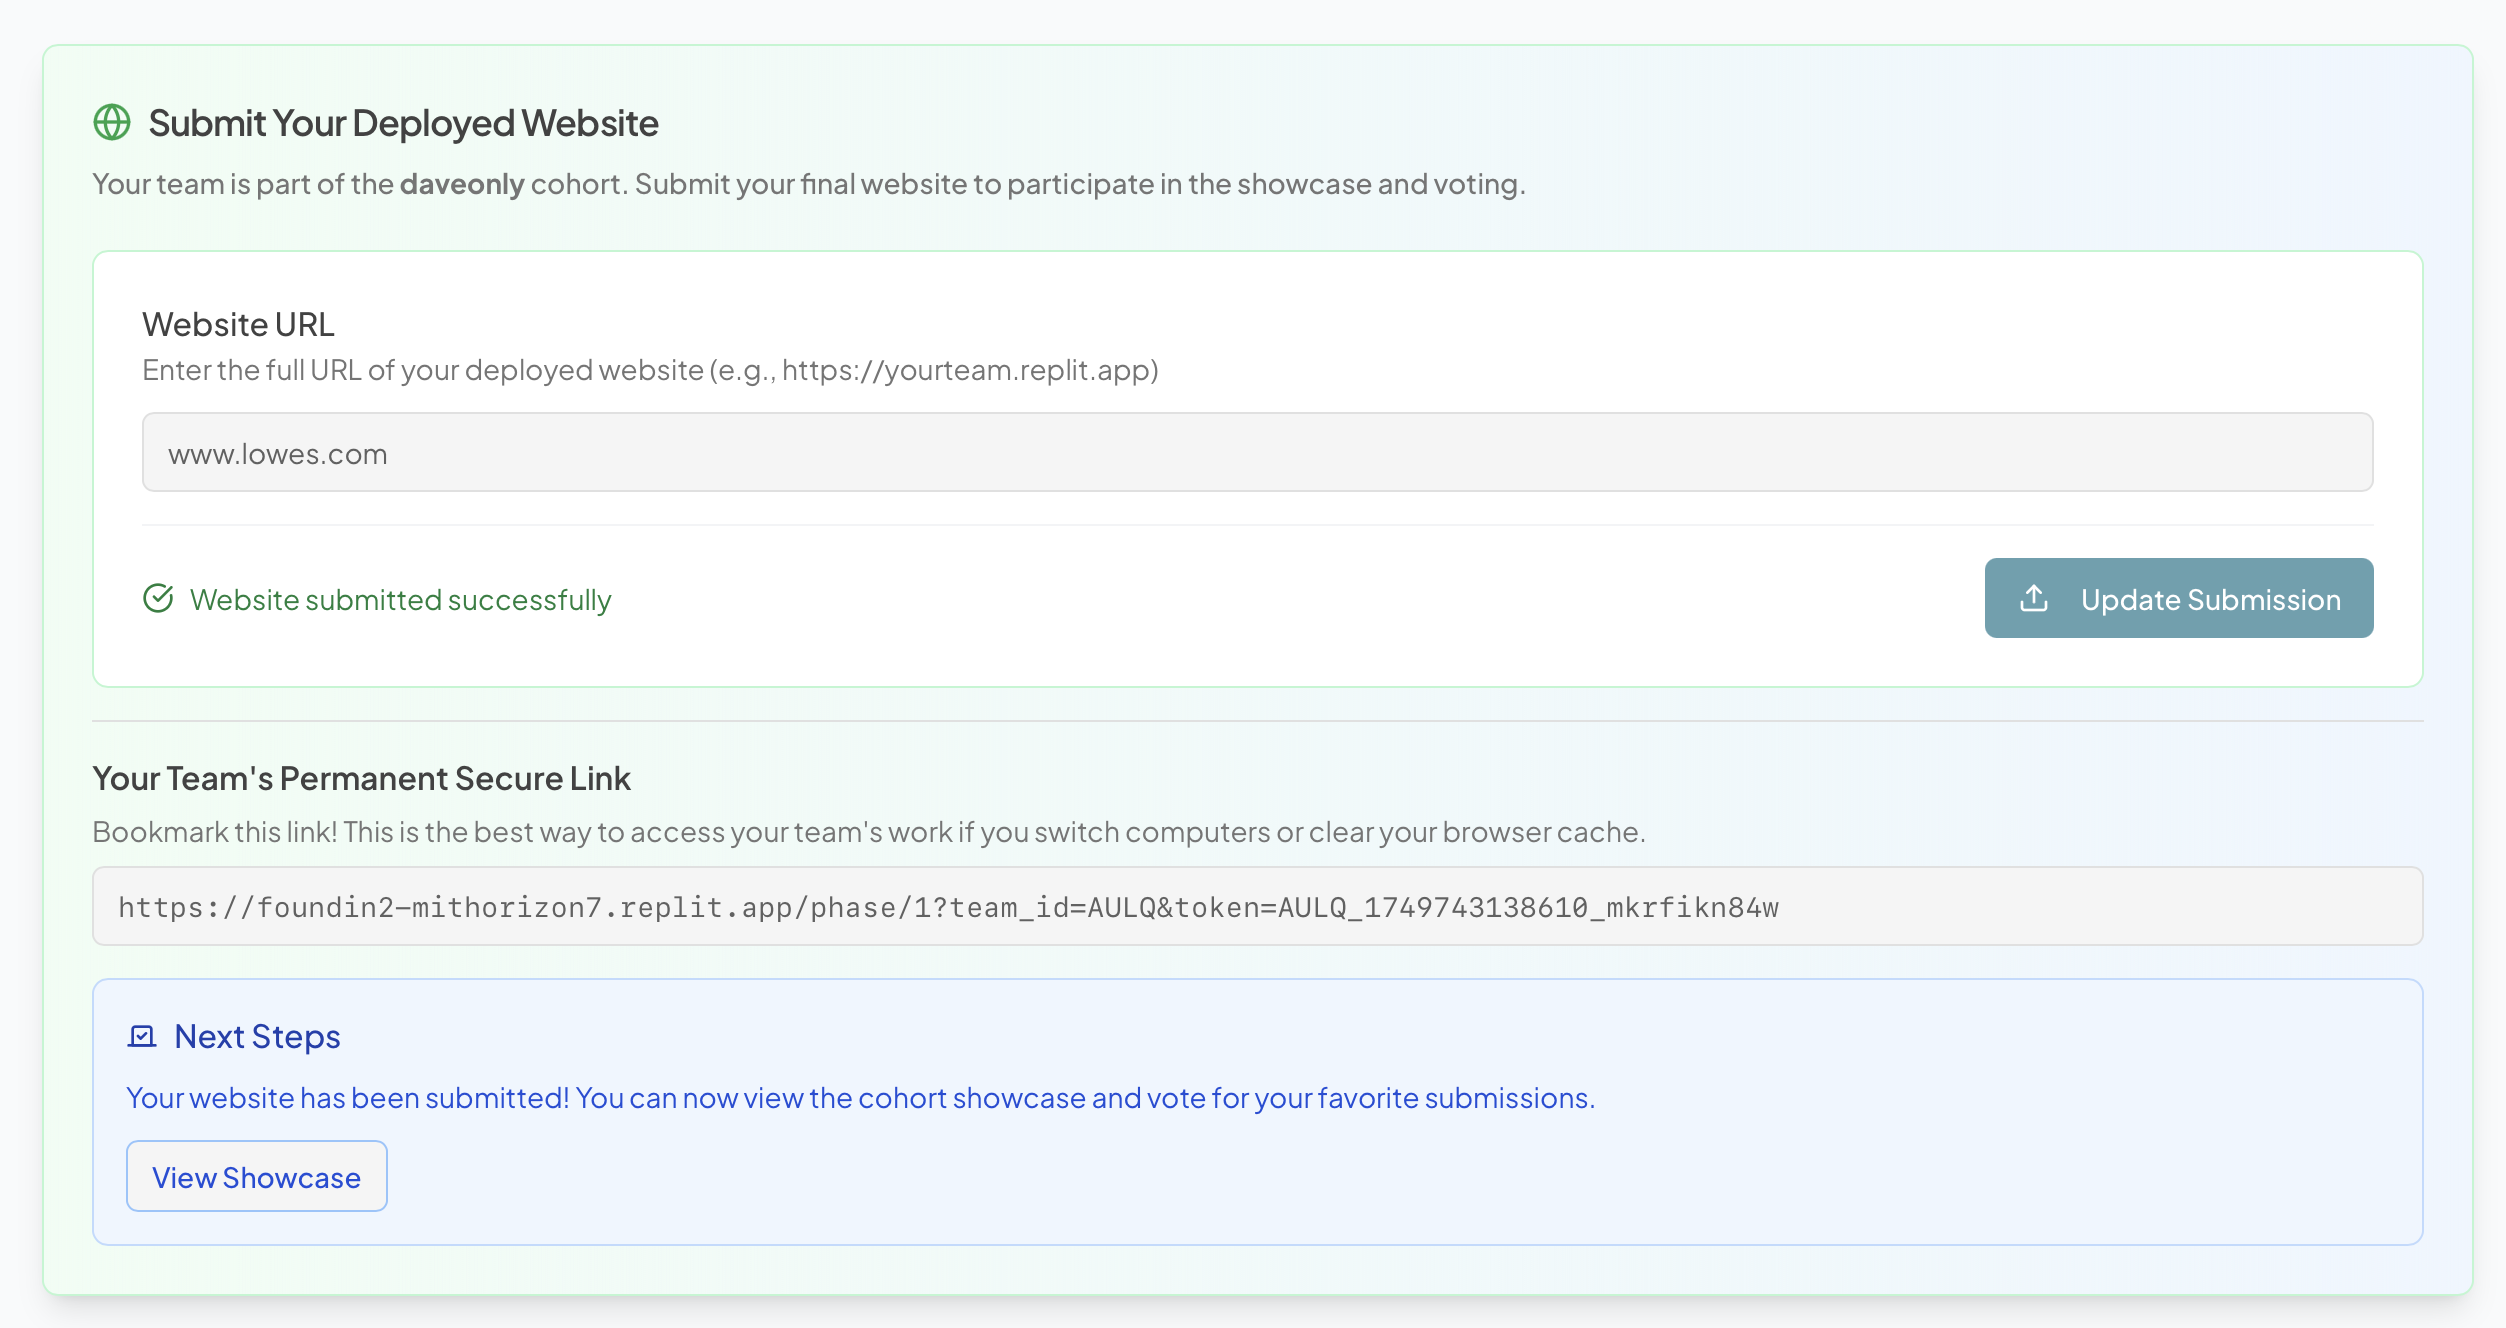 Submit Your Deployed Website
Your team is part of the daveonly cohort. Submit your final website to participate in the showcase and voting.
Website URL
Enter the full URL of your deployed website (e.g., https://yourteam.replit.app)
www.lowes.com
Website submitted successfully
Update Submission
Your Team's Permanent Secure Link
Bookmark this link! This is the best way to access your team's work if you switch computers or clear your browser cache.
https://foundin2-mithorizon7.replit.app/phase/1?team_id=AULQ&token=AULQ_1749743138610_mkrfikn84w
Next Steps
Your website has been submitted! You can now view the cohort showcase and vote for your favorite submissions.
View Showcase